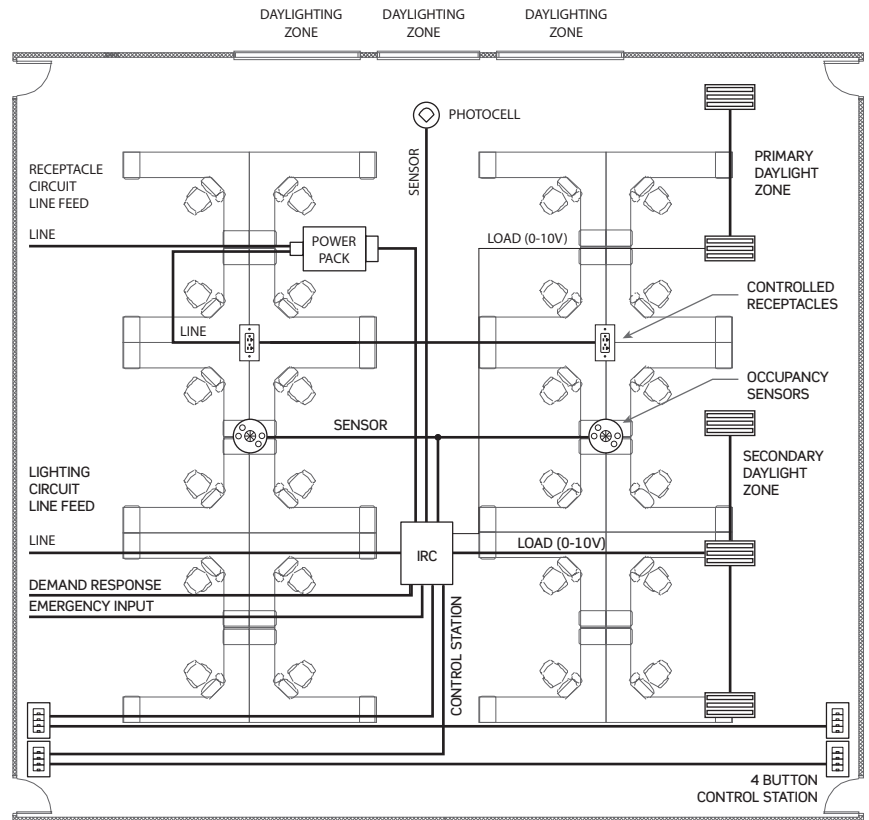 DAYLIGHTING
ZONE
DAYLIGHTING
ZONE
DAYLIGHTING
ZONE
PHOTOCELL
SENSOR
RECEPTACLE
CIRCUIT
LINE FEED
PRIMARY
DAYLIGHT
ZONE
LINE
POWER
PACK
LOAD (0-10V)
CONTROLLED
RECEPTACLES
LINE
OCCUPANCY
SENSORS
SENSOR
SECONDARY
DAYLIGHT
ZONE
LIGHTING
CIRCUIT
LINE FEED
LINE
IRC
LOAD (0-10V)
DEMAND RESPONSE
EMERGENCY INPUT
CONTROL STATION
4 BUTTON
CONTROL STATION